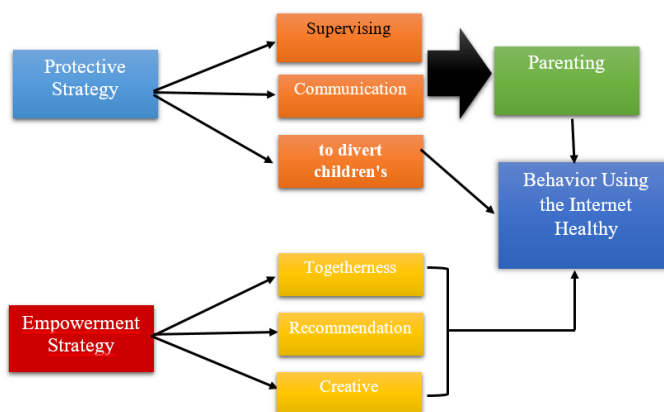 Protective
Strategy
Supervising
Communication
to divert
children's
Parenting
Behavior Using
the Internet
Healthy
Empowerment
Strategy
Togetherness
Recommendation
Creative